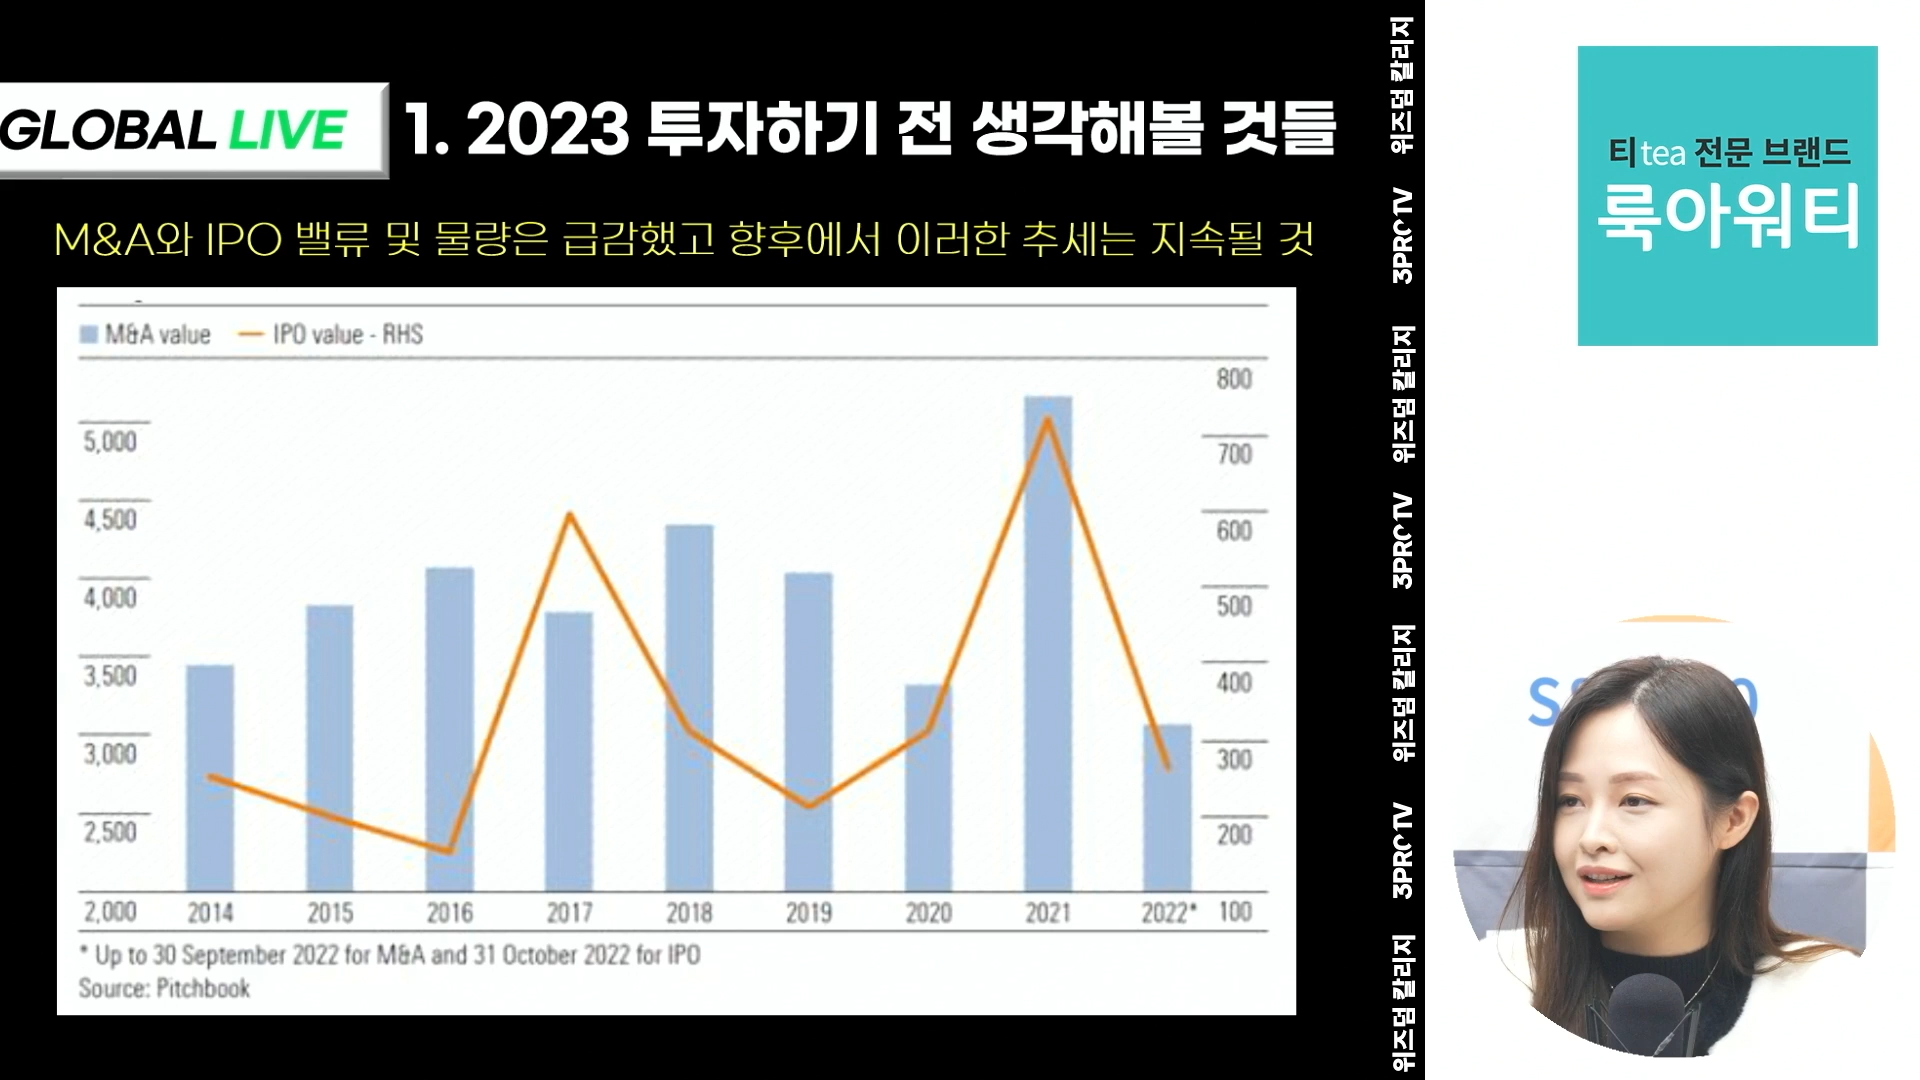 GLOBAL LIVE
1. 2023 투자하기 전 생각해볼 것들
M&A와 IPO 밸류 및 물량은 급감했고 향후에서 이러한 추세는 지속될 것
M&A value
IPO value - RHS
5,000
4,500
4,000
3,500
3,000
2,500
2,000
800
700
600
500
400
300
200
100
2014
2015
2016
2017
2018
2019
2020
2021
2022*
* Up to 30 September 2022 for M&A and 31 October 2022 for IPO
Source: Pitchbook
위즈덤 칼리지
3PROTV
위즈덤 칼리지
3PROTV
위즈덤 칼리지
3PROTV
위즈덤 칼리지
티tea 전문 브랜드
룩아워티